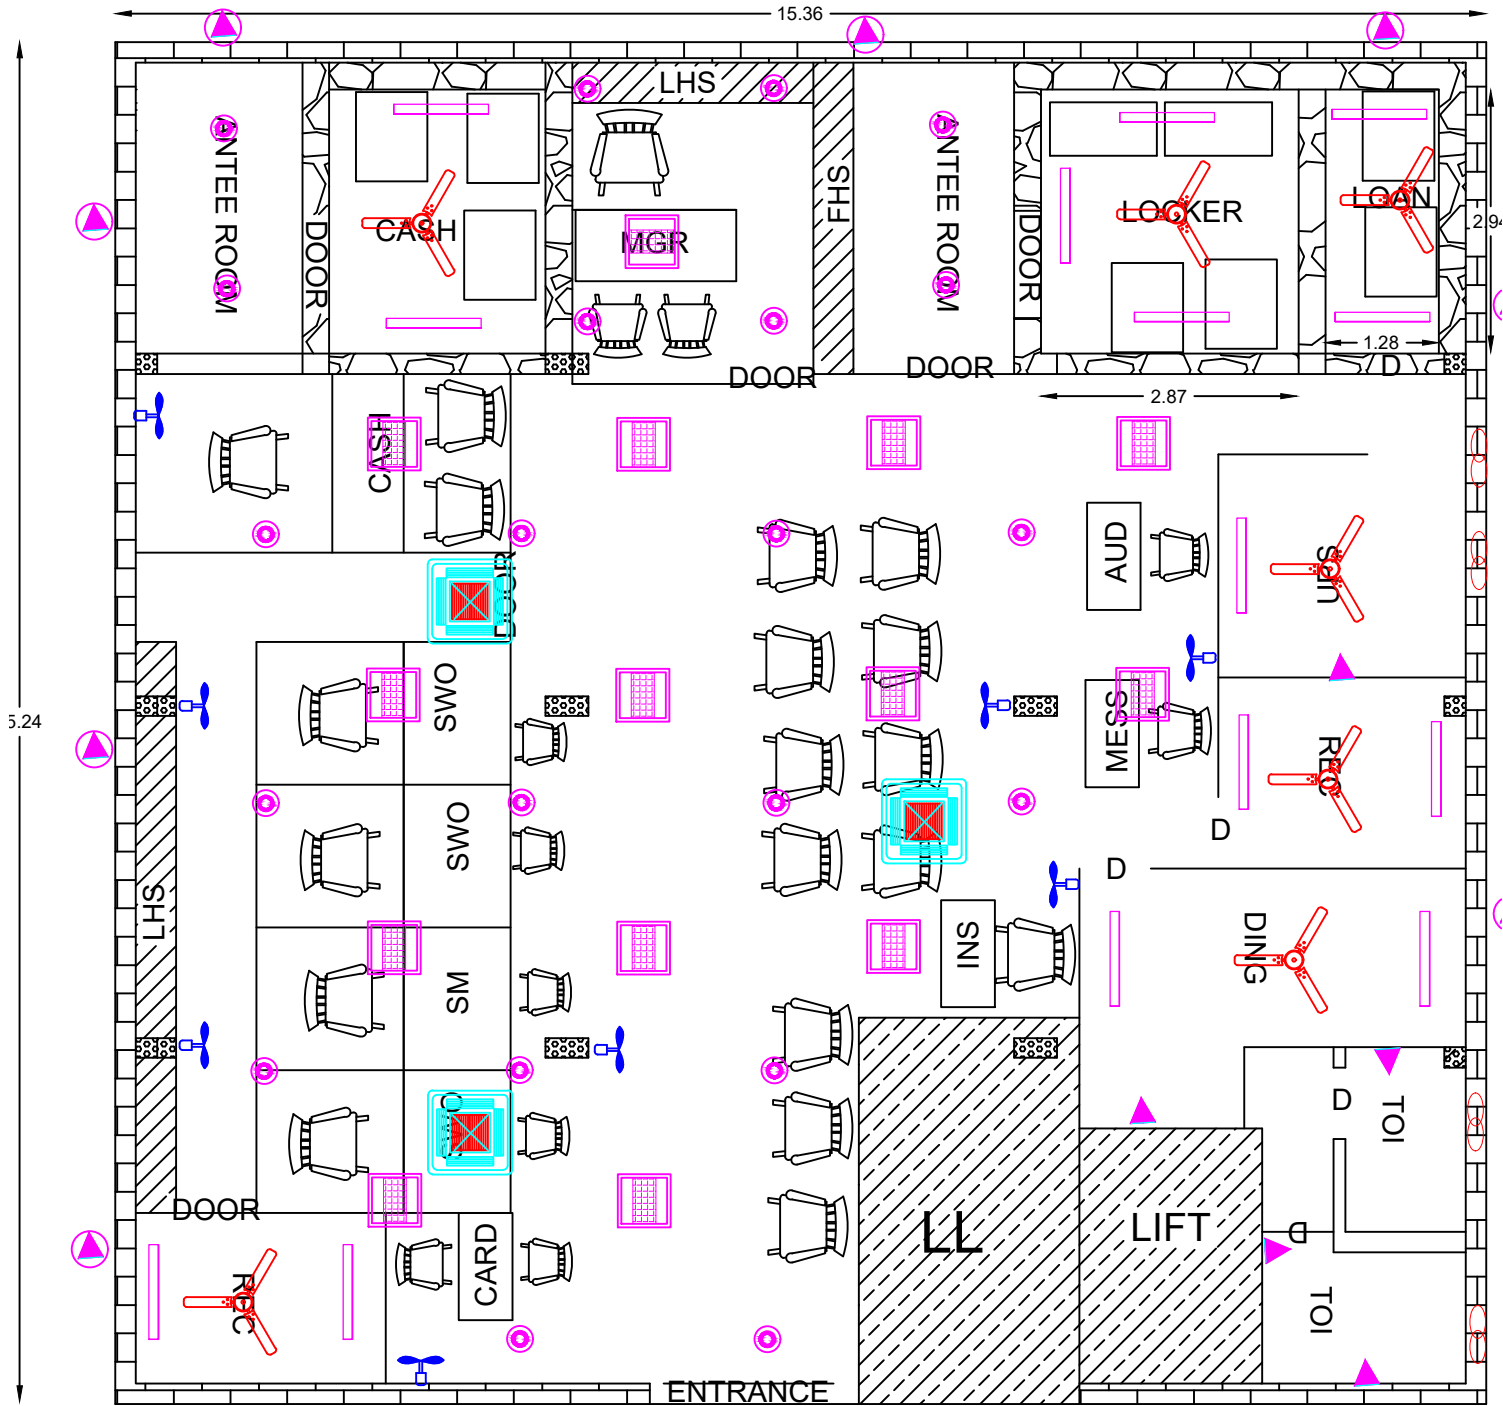 15.36
LHS
ANTEE ROOM
DOOR
CASH
MGR
FHS
ANTEE ROOM
DOOR
LOCKER
LOAN
2.94
1.28
D
DOOR
DOOR
2.87
CASH
AUD
DOOR
SWO
MESS
REC
5.24
D
D
SWO
LHS
DING
INS
SM
D
TOI
DOOR
LL
LIFT
D
CARD
REC
TOI
ENTRANCE